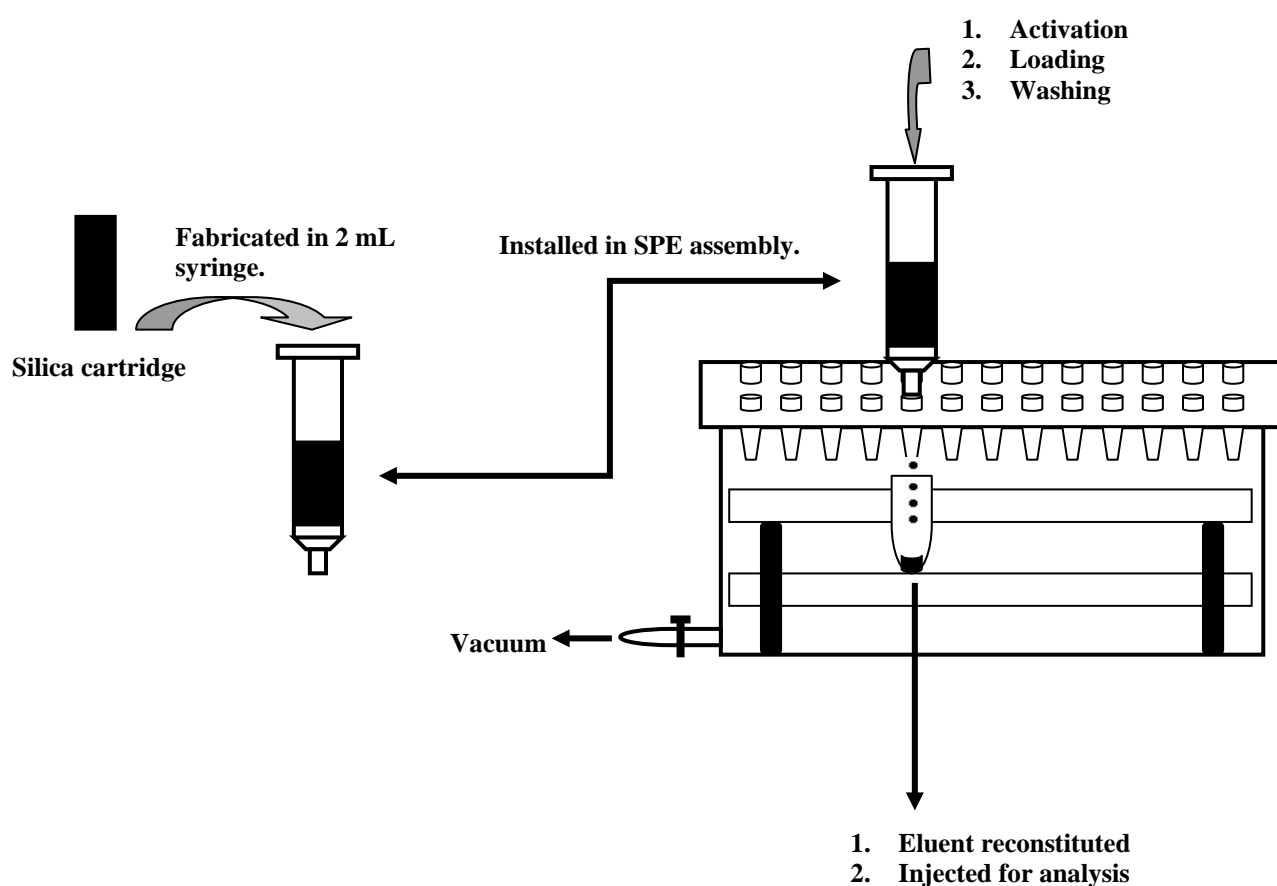 1. Activation
2. Loading
3. Washing
Fabricated in 2 mL
syringe.
Installed in SPE assembly.
Silica cartridge
Vacuum
1. Eluent reconstituted
2. Injected for analysis